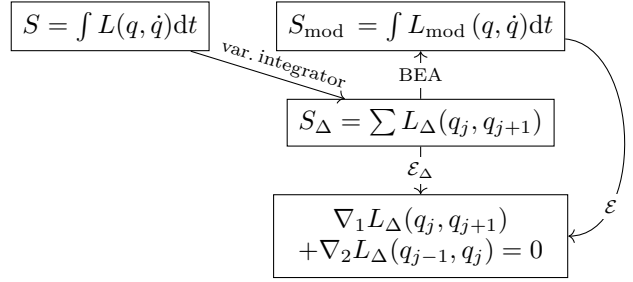 S = ∫ L(q, q̇)dt
S_mod = ∫ L_mod (q, q̇)dt
var. integrator
BEA
S_Δ = ∑ L_Δ(q_j, q_{j+1})
ℰ_Δ
ℰ
∇_1 L_Δ(q_j, q_{j+1})
+∇_2 L_Δ(q_{j−1}, q_j) = 0